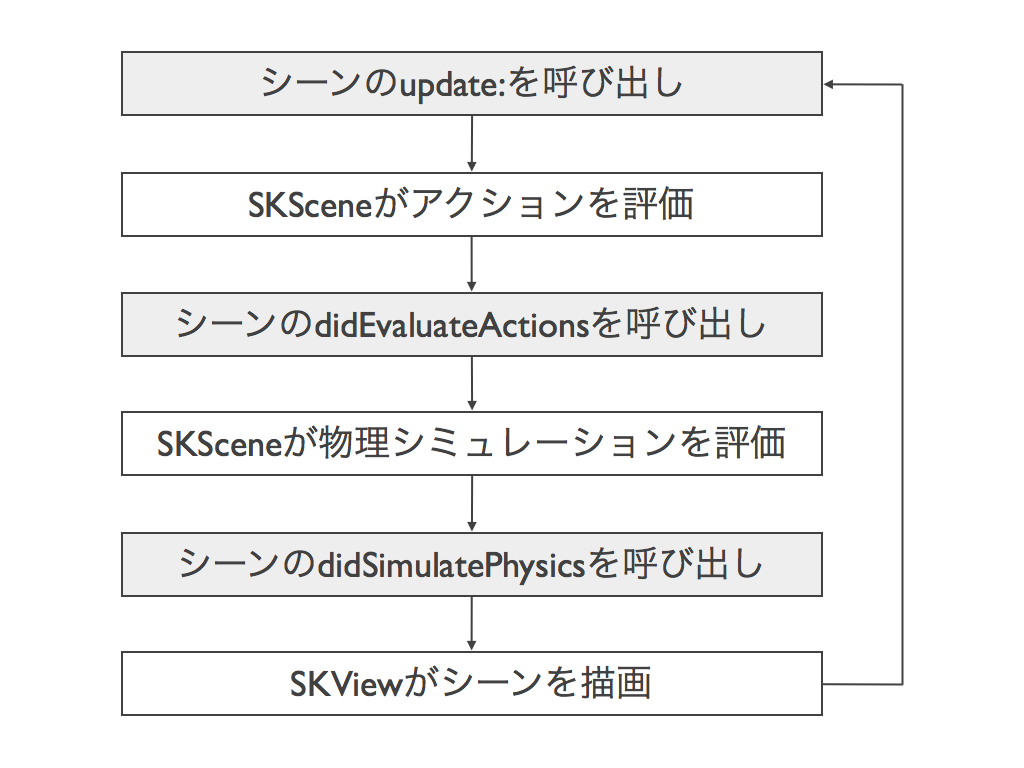 シーンのupdate:を呼び出し
SKSceneがアクションを評価
シーンのdidEvaluateActionsを呼び出し
SKSceneが物理シミュレーションを評価
シーンのdidSimulatePhysicsを呼び出し
SKViewがシーンを描画